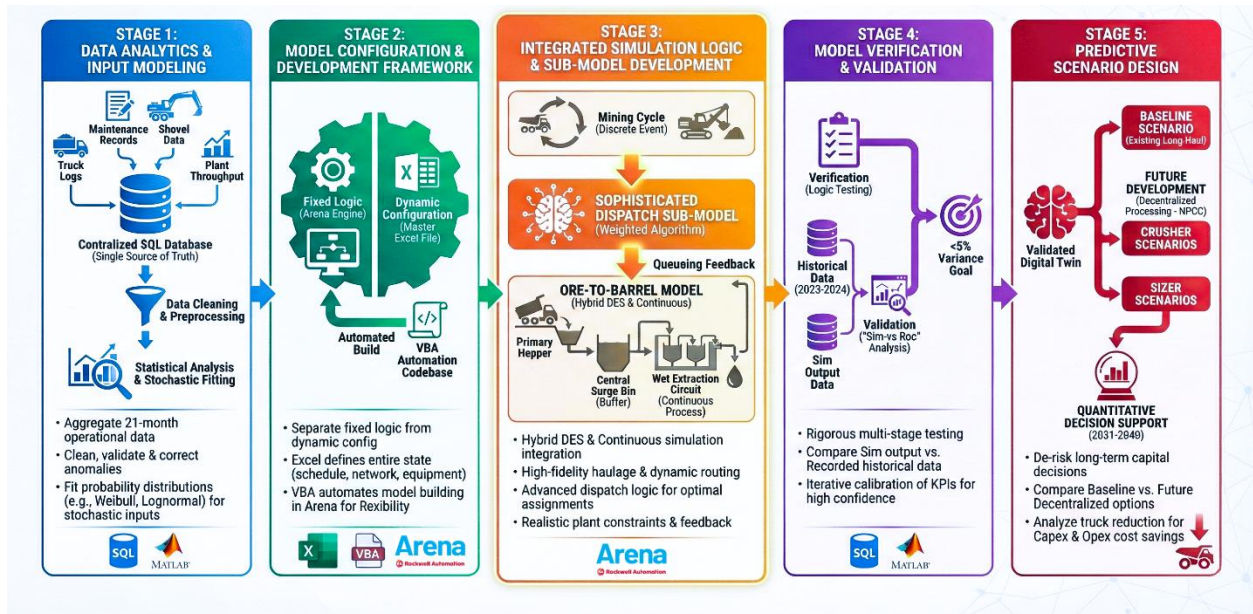 STAGE 1:
DATA ANALYTICS &
INPUT MODELING
Maintenance
Records
Shovel
Data
Truck
Logs
Plant
Throughput
Contralized SQL Database
(Single Source of Truth)
Data Cleaning
& Preprocessing
Statistical Analysis
& Stochastic Fitting
• Aggregate 21-month
operational data
• Clean, validate & correct
anomalies
• Fit probability distributions
(e.g., Weibull, Lognormal) for
stochastic inputs
SQL
MATLAB
STAGE 2:
MODEL CONFIGURATION &
DEVELOPMENT FRAMEWORK
Fixed Logic
(Arena Engine)
X
Dynamic
Configuration
(Master
Excel File)
Automated
Build
</>
VBA
Automation
Codebase
• Separate fixed logic from
dynamic config
• Excel defines entire state
(schedule, network, equipment)
• VBA automates model building
in Arena for Rexibility
X
VBA
Arena
Rockwell Automation
STAGE 3:
INTEGRATED SIMULATION LOGIC
& SUB-MODEL DEVELOPMENT
Mining Cycle
(Discrete Event)
SOPHISTICATED
DISPATCH SUB-MODEL
(Weighted Algorithm)
Queusing Feedback
ORE-TO-BARREL MODEL
(Hybrid DES & Continuous)
Primary
Hepper
Central
Surge Bin
(Buffer)
Wet Extraction
Circuit
(Continuous
Process)
• Hybrid DES & Continuous simulation
integration
• High-fidelity haulage & dynamic routing
• Advanced dispatch logic for optimal
assignments
• Realistic plant constraints & feedback
Arena
Rockwell Automation
STAGE 4:
MODEL VERIFICATION
& VALIDATION
Verification
(Logic Testing)
<5%
Variance
Goal
Historical
Data
(2023-2024)
Validation
("Sim-vs Roc"
Analysis)
Sim
Output
Data
• Rigorous multi-stage testing
• Compare Sim output vs.
Recorded historical data
• Iterative calibration of KPIs for
high confidence
SQL
MATLAB
STAGE 5:
PREDICTIVE
SCENARIO DESIGN
BASELINE
SCENARIO
(Existing Long-Haul)
FUTURE
DEVELOPMENT
(Decentralized
Processing - NPCC)
Validated
Digital Twin
CRUSHER
SCENARIOS
SIZER
SCENARIOS
QUANTITATIVE
DECISION SUPPORT
(2031-2949)
• De-risk long-term capital
decisions
• Compare Baseline vs. Future
Decentralized options
• Analyze truck reduction for
Capex & Opex cost savings